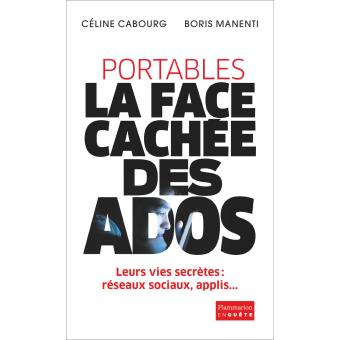 CÉLINE CABOURG BORIS MANENTI
PORTABLES
LA FACE
CACHÉE
DES
ADOS
Leurs vies secrètes :
réseaux sociaux, applis...
Flammarion
ENQUÊTE